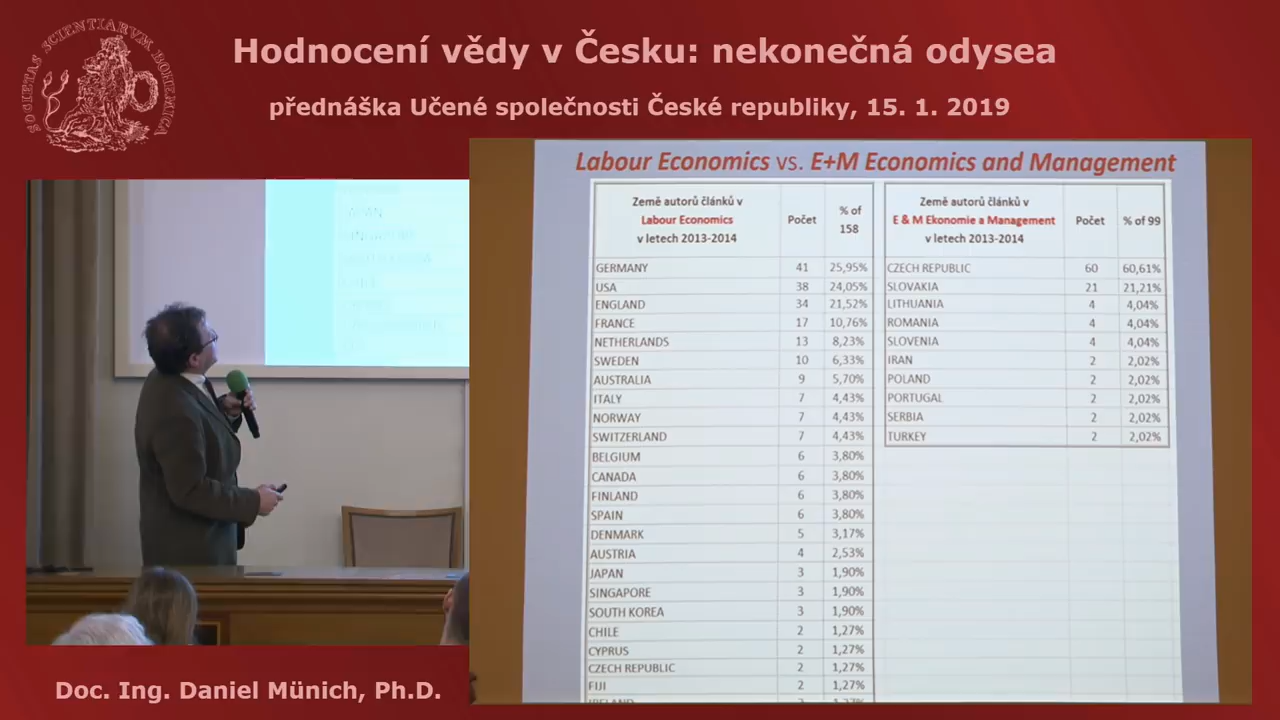 SOCIETAS SCIENTIARVM BOHEMICA
Hodnocení vědy v Česku: nekonečná odysea
přednáška Učené společnosti České republiky, 15. 1. 2019
Labour Economics vs. E+M Economics and Management
Země autorů článků v Labour Economics v letech 2013-2014 Počet % of 158
GERMANY 41 25,95%
USA 38 24,05%
ENGLAND 34 21,52%
FRANCE 17 10,76%
NETHERLANDS 13 8,23%
SWEDEN 10 6,33%
AUSTRALIA 9 5,70%
ITALY 7 4,43%
NORWAY 7 4,43%
SWITZERLAND 7 4,43%
BELGIUM 6 3,80%
CANADA 6 3,80%
FINLAND 6 3,80%
SPAIN 6 3,80%
DENMARK 5 3,17%
AUSTRIA 4 2,53%
JAPAN 3 1,90%
SINGAPORE 3 1,90%
SOUTH KOREA 3 1,90%
CHILE 2 1,27%
CYPRUS 2 1,27%
CZECH REPUBLIC 2 1,27%
FIJI 2 1,27%
Země autorů článků v E & M Ekonomie a Management v letech 2013-2014 Počet % of 99
CZECH REPUBLIC 60 60,61%
SLOVAKIA 21 21,21%
LITHUANIA 4 4,04%
ROMANIA 4 4,04%
SLOVENIA 4 4,04%
IRAN 2 2,02%
POLAND 2 2,02%
PORTUGAL 2 2,02%
SERBIA 2 2,02%
TURKEY 2 2,02%
Doc. Ing. Daniel Münich, Ph.D.